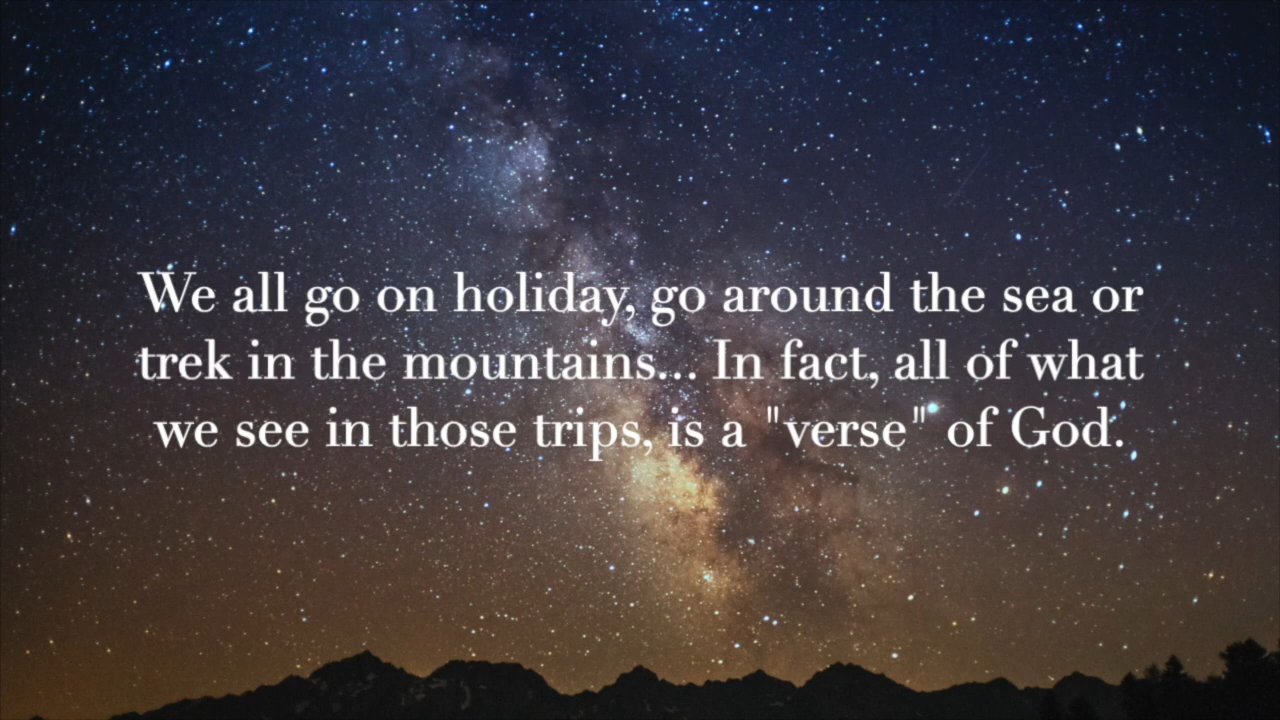 We all go on holiday, go around the sea or
trek in the mountains... In fact, all of what
we see in those trips, is a "verse" of God.